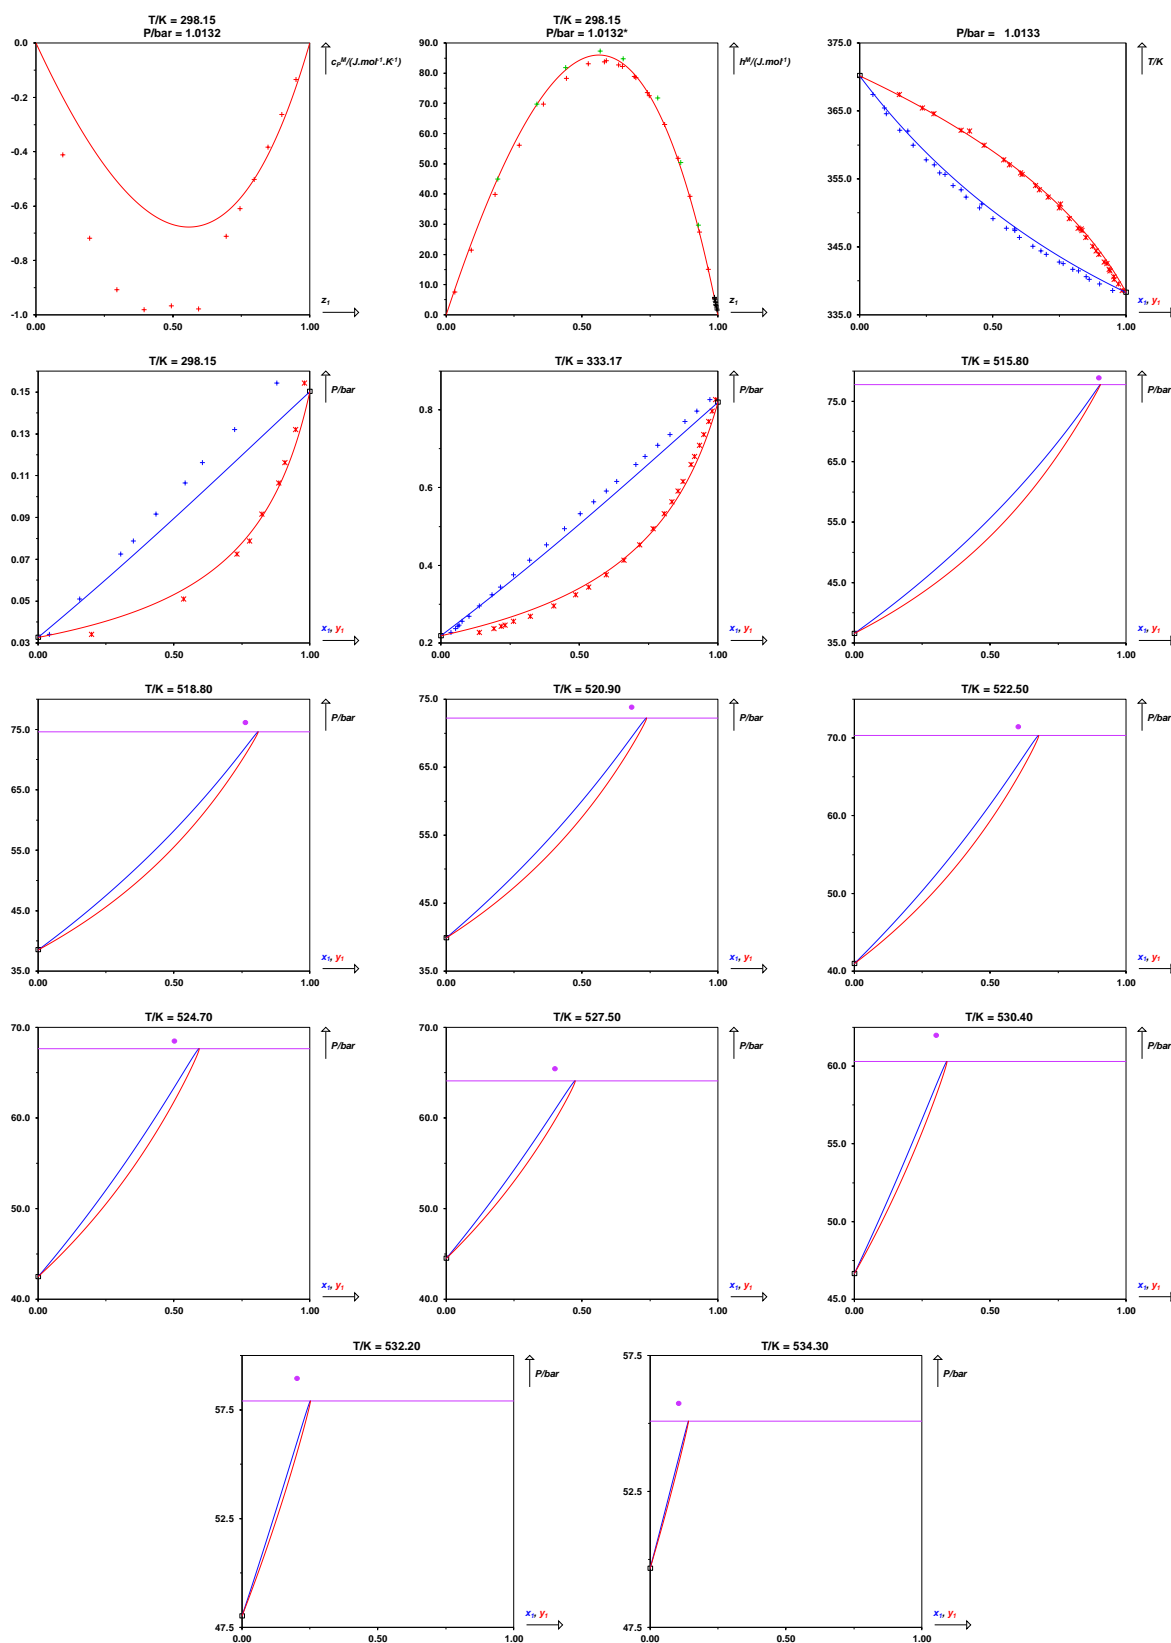 T/K = 298.15
P/bar = 1.0132
0.0
-0.2
-0.4
-0.6
-0.8
-1.0
0.00
0.50
1.00
cPM/(J.mol-1.K-1)
z1
T/K = 298.15
P/bar = 1.0132*
90.0
80.0
70.0
60.0
50.0
40.0
30.0
20.0
10.0
0.0
0.00
0.50
1.00
hM/(J.mol-1)
z1
P/bar = 1.0133
375.0
365.0
355.0
345.0
335.0
0.00
0.50
1.00
T/K
x1, y1
T/K = 298.15
0.15
0.13
0.11
0.09
0.07
0.05
0.03
0.00
0.50
1.00
P/bar
x1, y1
T/K = 333.17
0.8
0.6
0.4
0.2
0.00
0.50
1.00
P/bar
x1, y1
T/K = 515.80
75.0
65.0
55.0
45.0
35.0
0.00
0.50
1.00
P/bar
x1, y1
T/K = 518.80
75.0
65.0
55.0
45.0
35.0
0.00
0.50
1.00
P/bar
x1, y1
T/K = 520.90
75.0
65.0
55.0
45.0
35.0
0.00
0.50
1.00
P/bar
x1, y1
T/K = 522.50
70.0
60.0
50.0
40.0
0.00
0.50
1.00
P/bar
x1, y1
T/K = 524.70
70.0
60.0
50.0
40.0
0.00
0.50
1.00
P/bar
x1, y1
T/K = 527.50
70.0
60.0
50.0
40.0
0.00
0.50
1.00
P/bar
x1, y1
T/K = 530.40
60.0
55.0
50.0
45.0
0.00
0.50
1.00
P/bar
x1, y1
T/K = 532.20
57.5
52.5
47.5
0.00
0.50
1.00
P/bar
x1, y1
T/K = 534.30
57.5
52.5
47.5
0.00
0.50
1.00
P/bar
x1, y1